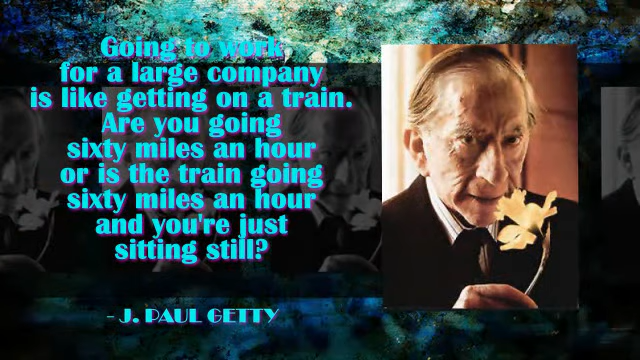 Going to work
for a large company
is like getting on a train.
Are you going
sixty miles an hour
or is the train going
sixty miles an hour
and you're just
sitting still?
- J. PAUL GETTY